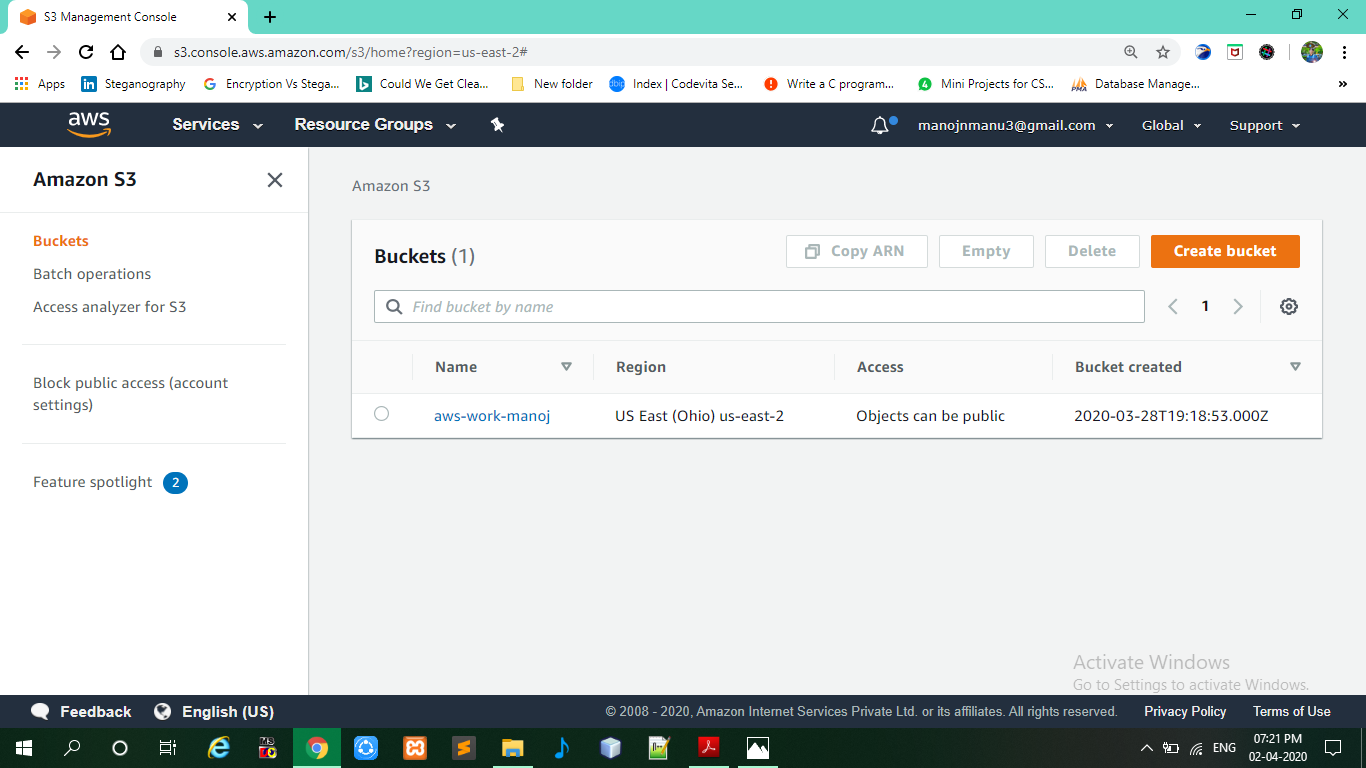 S3 Management Console
s3.console.aws.amazon.com/s3/home?region=us-east-2#
Apps Steganography Encryption Vs Stega... Could We Get Clea... New folder Index | Codevita Se... Write a C program... Mini Projects for CS... Database Manage... »
aws Services Resource Groups manojnmanu3@gmail.com Global Support
Amazon S3
Buckets
Batch operations
Access analyzer for S3
Block public access (account
settings)
Feature spotlight 2
Amazon S3
Buckets (1) Copy ARN Empty Delete Create bucket
Find bucket by name 1
Name Region Access Bucket created
aws-work-manoj US East (Ohio) us-east-2 Objects can be public 2020-03-28T19:18:53.000Z
Activate Windows
Go to Settings to activate Windows.
Feedback English (US) © 2008 - 2020, Amazon Internet Services Private Ltd. or its affiliates. All rights reserved. Privacy Policy Terms of Use
ENG 07:21 PM
02-04-2020